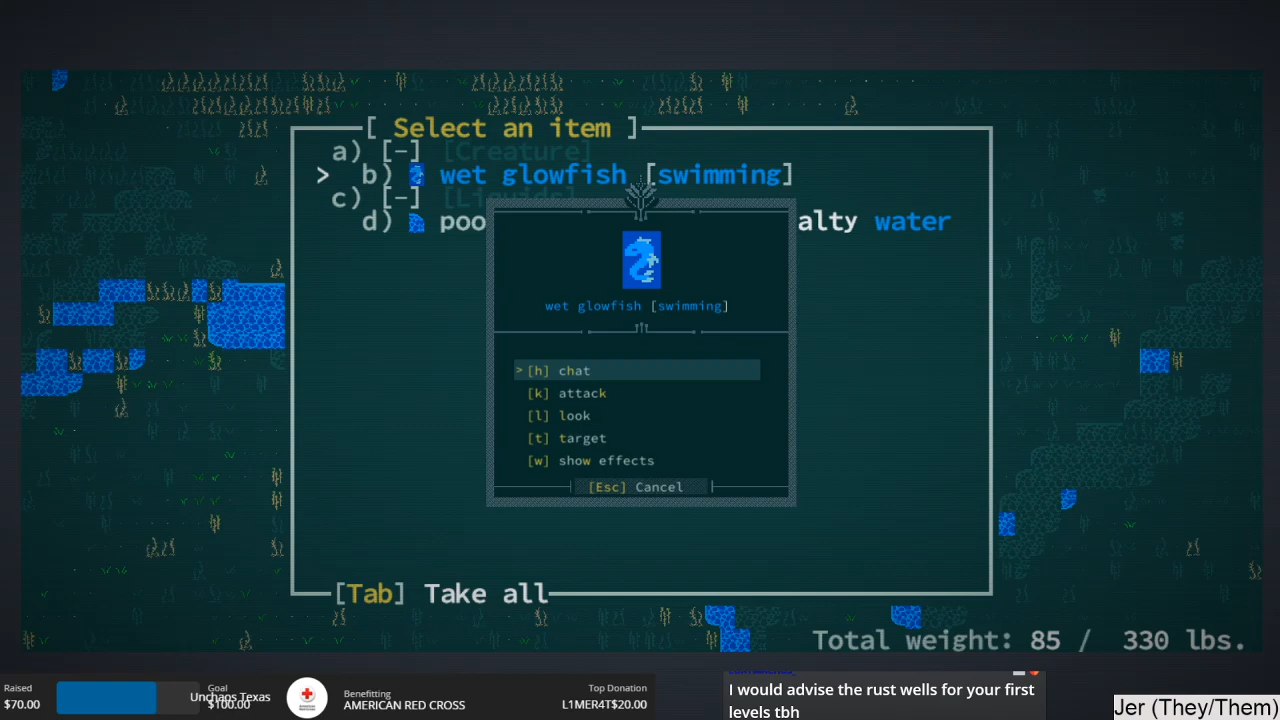 [ Select an item ]
a) [-] [Creature]
> b) wet glowfish [swimming]
c) [-] [Liquids]
d) poo
alty water
wet glowfish [swimming]
> [h] chat
[k] attack
[l] look
[t] target
[w] show effects
[Esc] Cancel
[Tab] Take all
Total weight: 85 / 330 lbs.
Raised
$70.00
Goal
Unchaos Texas
Benefitting
AMERICAN RED CROSS
Top Donation
L1MER4T$20.00
I would advise the rust wells for your first
levels tbh
Jer (They/Them)